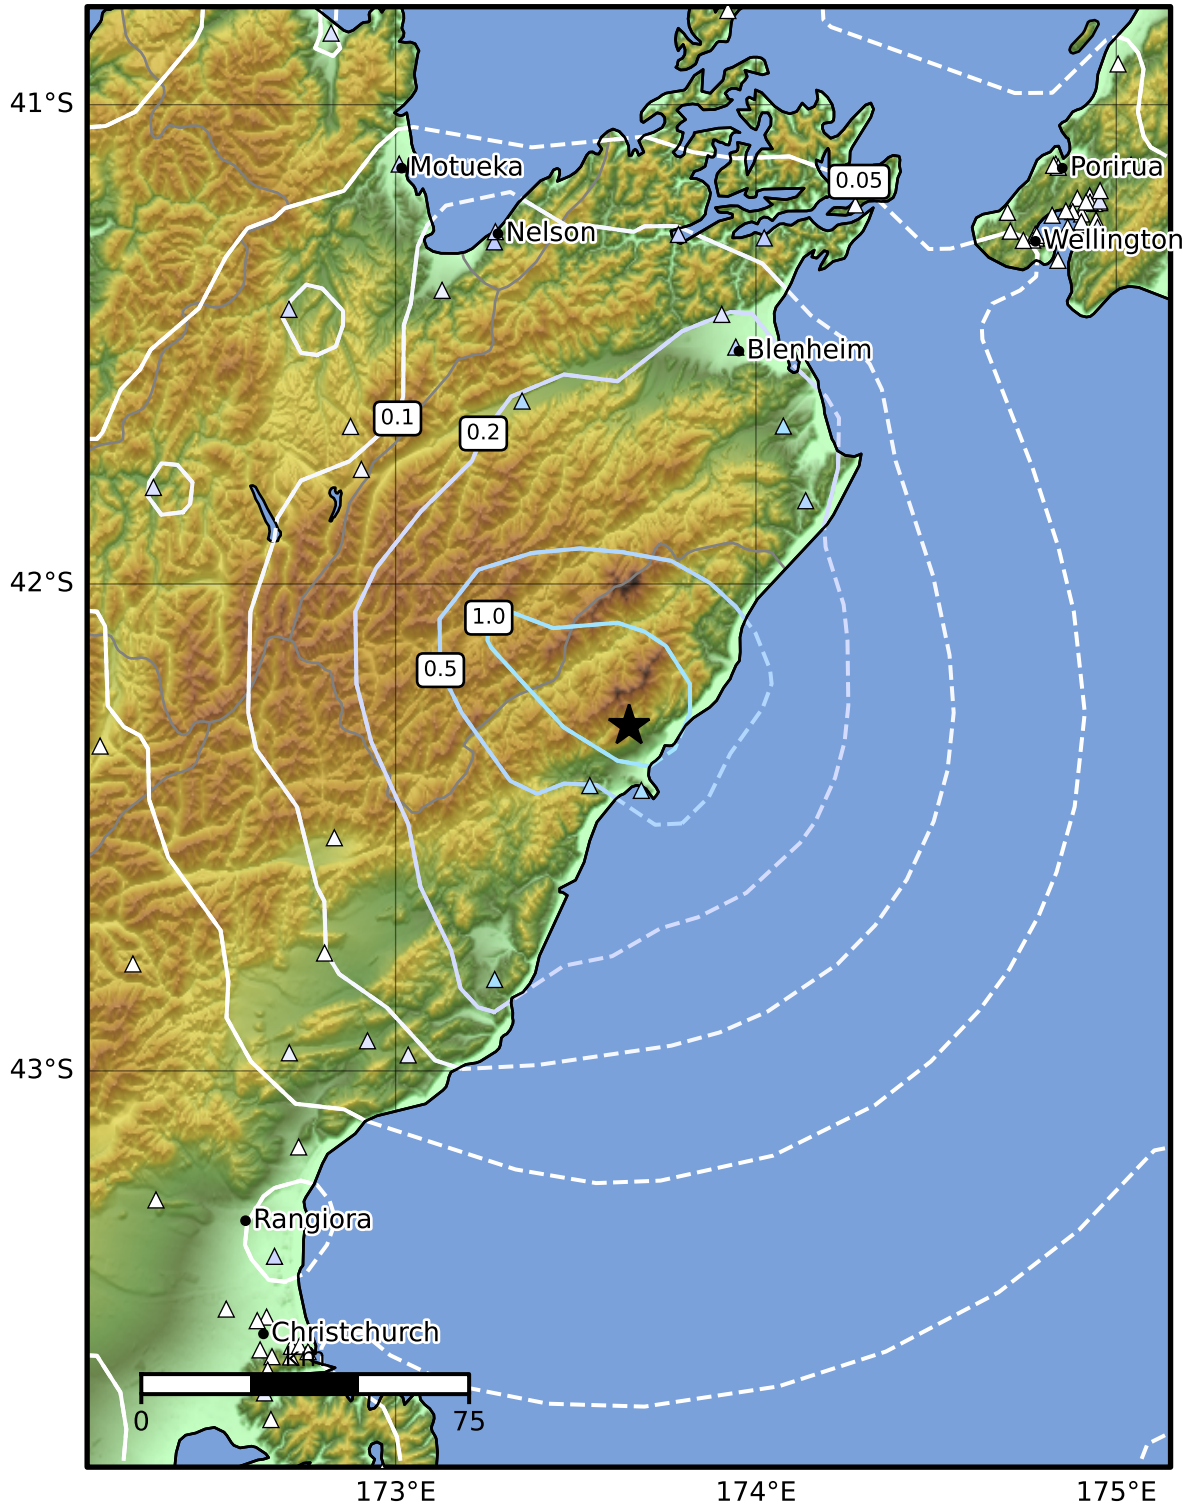 41°S
Motueka
0.05
Porirua
Nelson
Wellington
Blenheim
0.1
0.2
42°S
1.0
0.5
43°S
Rangiora
Christchurch
km
0
75
173°E
174°E
175°E